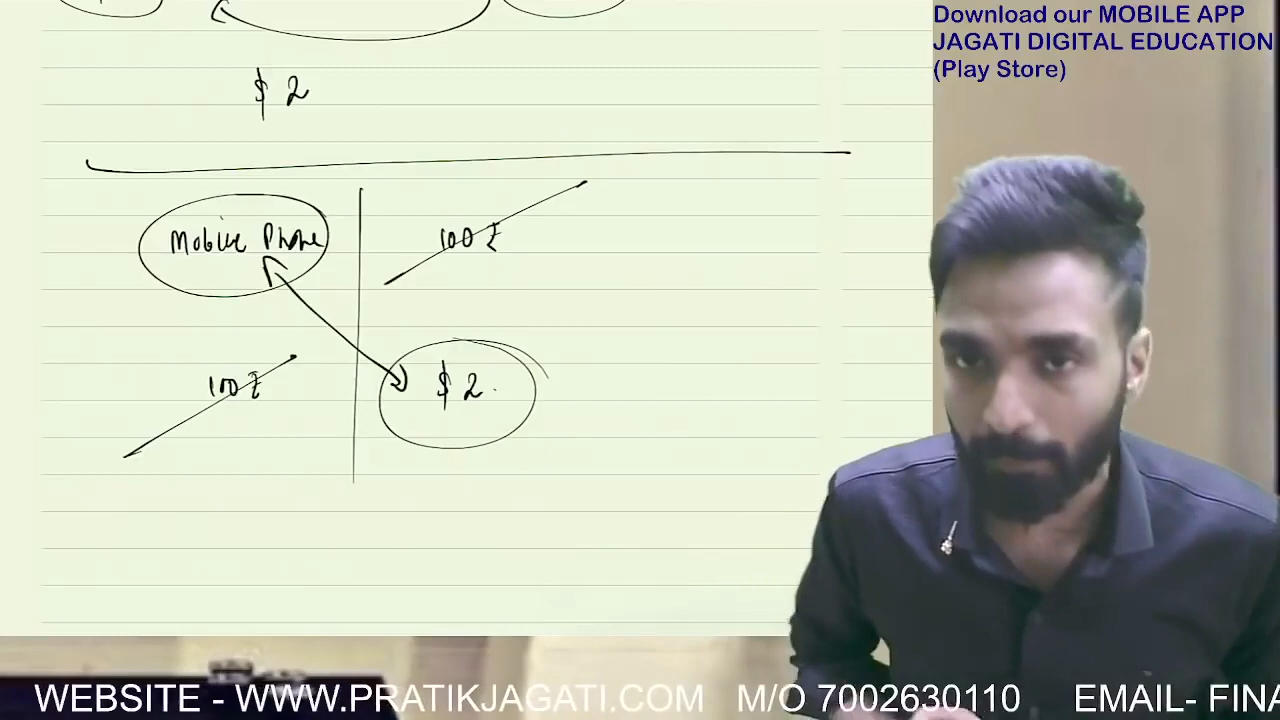 Download our MOBILE APP
JAGATI DIGITAL EDUCATION
(Play Store)
$ 2
Mobile Phone
100 ₹
100 ₹
$ 2
WEBSITE - WWW.PRATIKJAGATI.COM M/O 7002630110 EMAIL- FINA